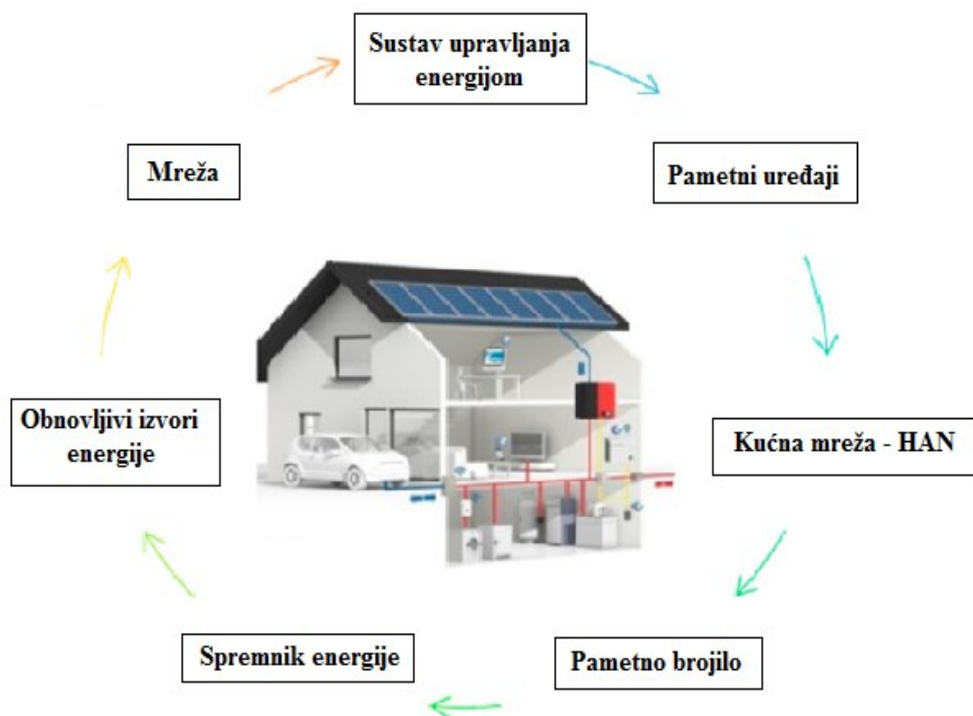 Sustav upravljanja
energijom
Mreža
Pametni uređaji
Obnovljivi izvori
energije
Kućna mreža - HAN
Spremnik energije
Pametno brojilo